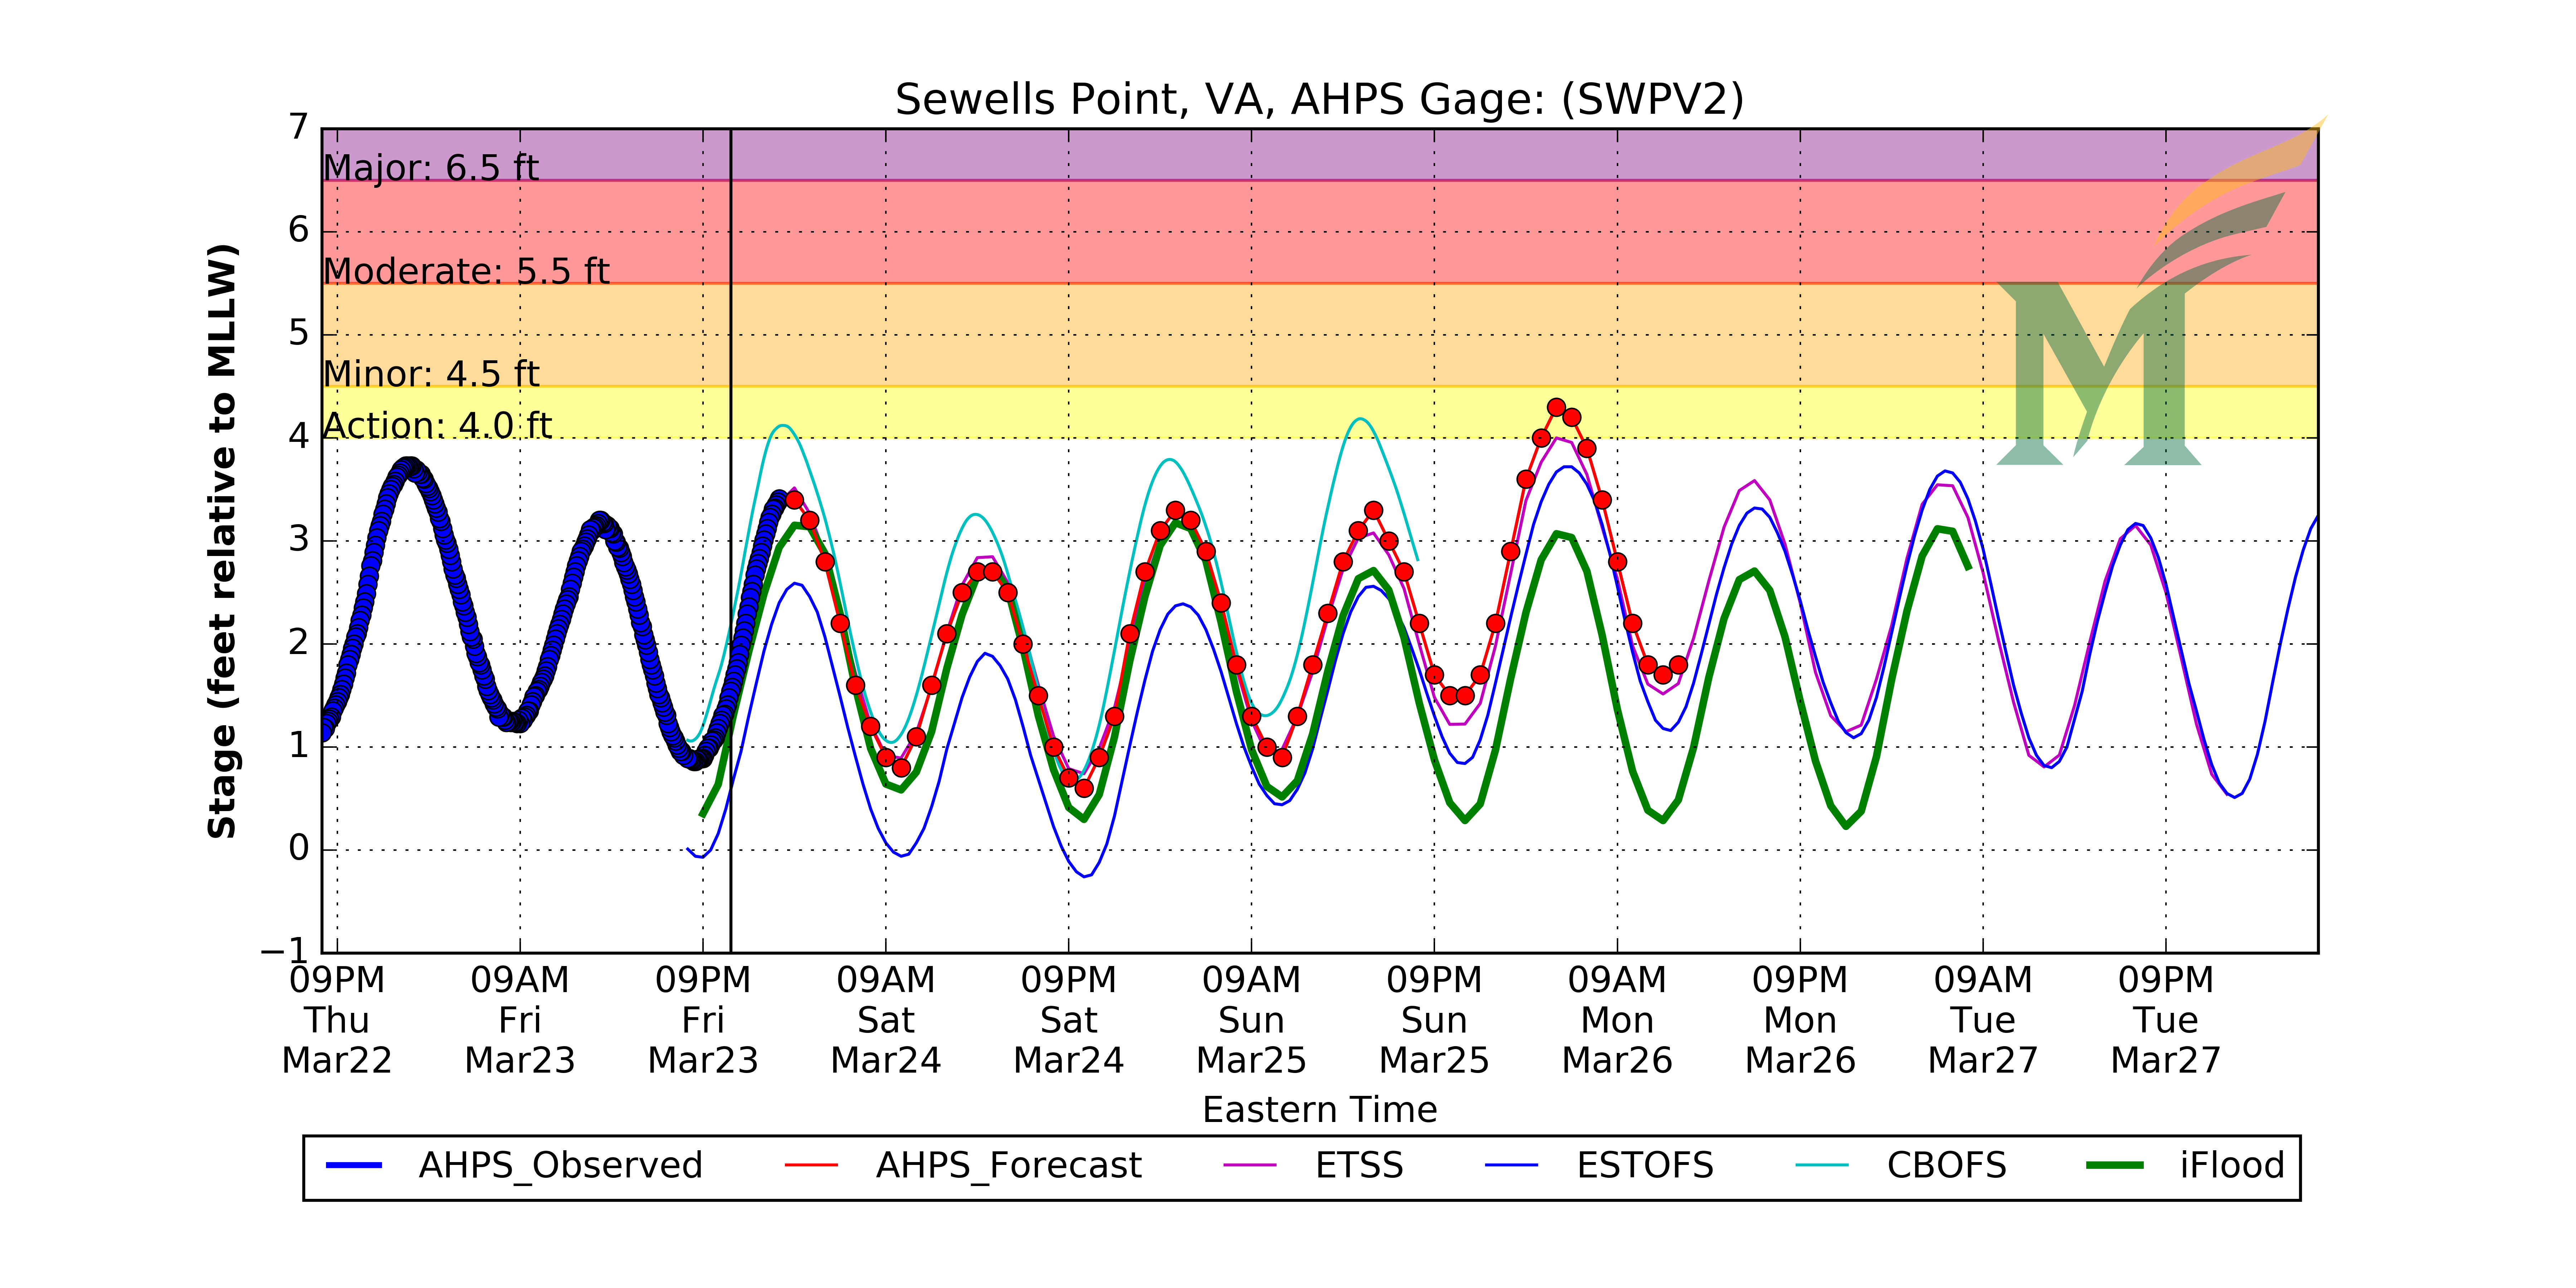 Sewells Point, VA, AHPS Gage: (SWPV2)
7
Major: 6.5 ft
6
Moderate: 5.5 ft
5
Minor: 4.5 ft
Action: 4.0 ft
4
3
2
1
0
−1
Stage (feet relative to MLLW)
09PM 09AM 09PM 09AM 09PM 09AM 09PM 09AM 09PM 09AM 09PM
Thu Fri Fri Sat Sat Sun Sun Mon Mon Tue Tue
Mar22 Mar23 Mar23 Mar24 Mar24 Mar25 Mar25 Mar26 Mar26 Mar27 Mar27
Eastern Time
AHPS_Observed AHPS_Forecast ETSS ESTOFS CBOFS iFlood
M